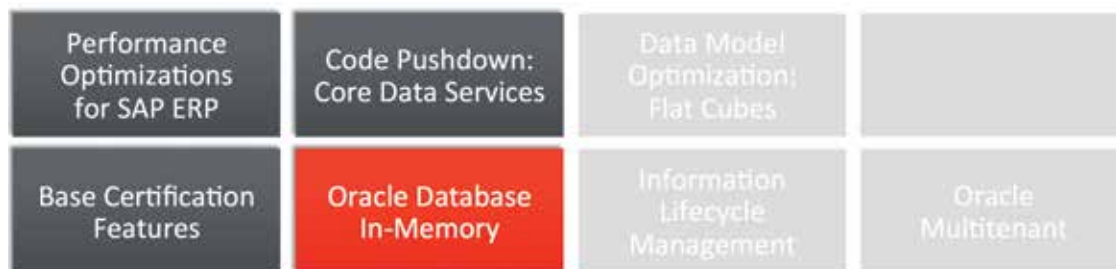 Performance
Optimizations
for SAP ERP
Code Pushdown:
Core Data Services
Data Model
Optimization:
Flat Cubes
Base Certification
Features
Oracle Database
In-Memory
Information
Lifecycle
Management
Oracle
Multitenant